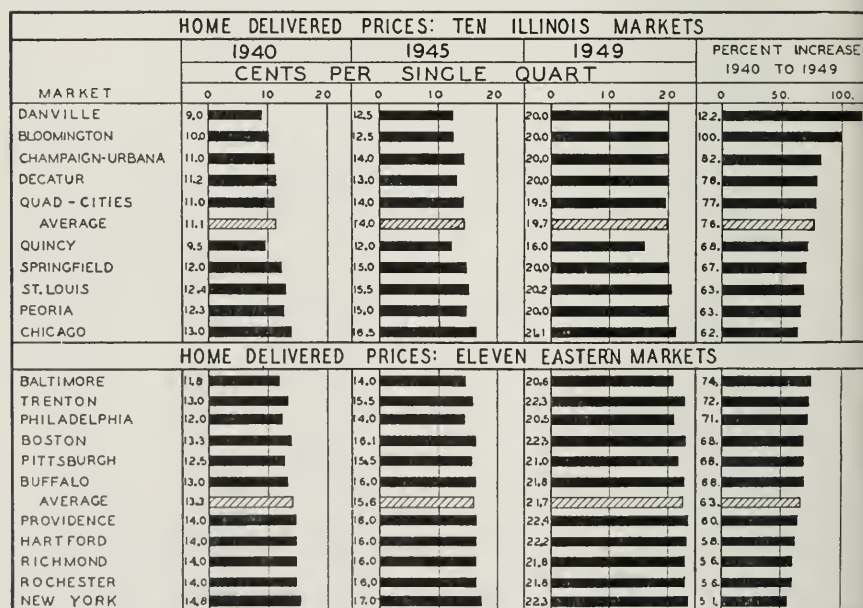 HOME DELIVERED PRICES: TEN ILLINOIS MARKETS
1940 1945 1949 PERCENT INCREASE
CENTS PER SINGLE QUART 1940 TO 1949
MARKET 0 10 20 0 10 20 0 10 20 0 50. 100.
DANVILLE 9.0 12.5 20.0 122.
BLOOMINGTON 10.0 12.5 20.0 100.
CHAMPAIGN-URBANA 11.0 14.0 20.0 82.
DECATUR 11.2 13.0 20.0 78.
QUAD-CITIES 11.0 14.0 19.5 77.
AVERAGE 11.1 14.0 19.7 76.
QUINCY 9.5 12.0 16.0 68.
SPRINGFIELD 12.0 15.0 20.0 67.
ST. LOUIS 12.4 15.5 20.2 63.
PEORIA 12.3 15.0 20.0 63.
CHICAGO 13.0 16.5 21.1 62.
HOME DELIVERED PRICES: ELEVEN EASTERN MARKETS
BALTIMORE 11.8 14.0 20.6 74.
TRENTON 13.0 15.5 22.3 72.
PHILADELPHIA 12.0 14.0 20.5 71.
BOSTON 13.3 16.1 22.3 68.
PITTSBURGH 12.5 15.5 21.0 68.
BUFFALO 13.0 16.0 21.8 68.
AVERAGE 13.3 15.6 21.7 63.
PROVIDENCE 14.0 16.0 22.4 60.
HARTFORD 14.0 16.0 22.2 58.
RICHMOND 14.0 16.0 21.8 56.
ROCHESTER 14.0 16.0 21.8 56.
NEW YORK 14.8 17.0 22.3 51.